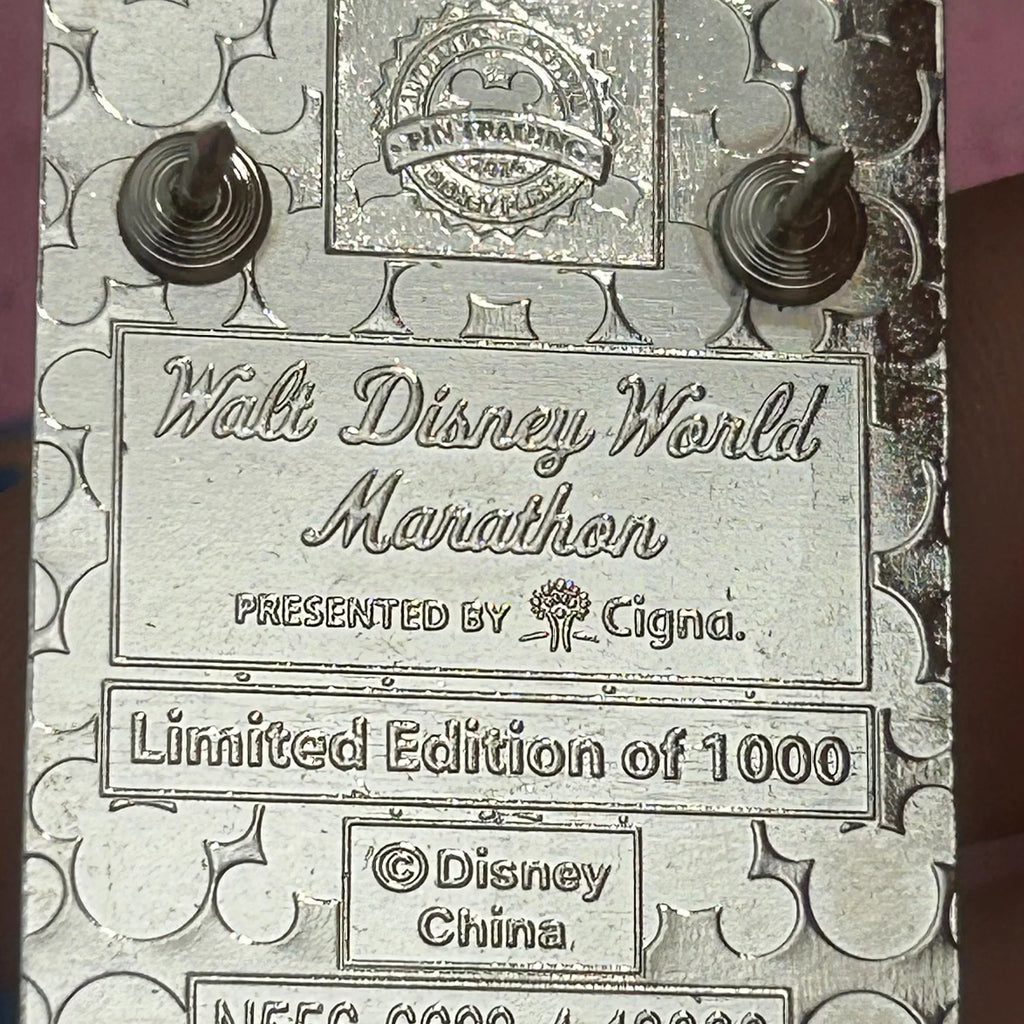 PIN TRADING
Walt Disney World
Marathon
PRESENTED BY Cigna.
Limited Edition of 1000
©Disney
China